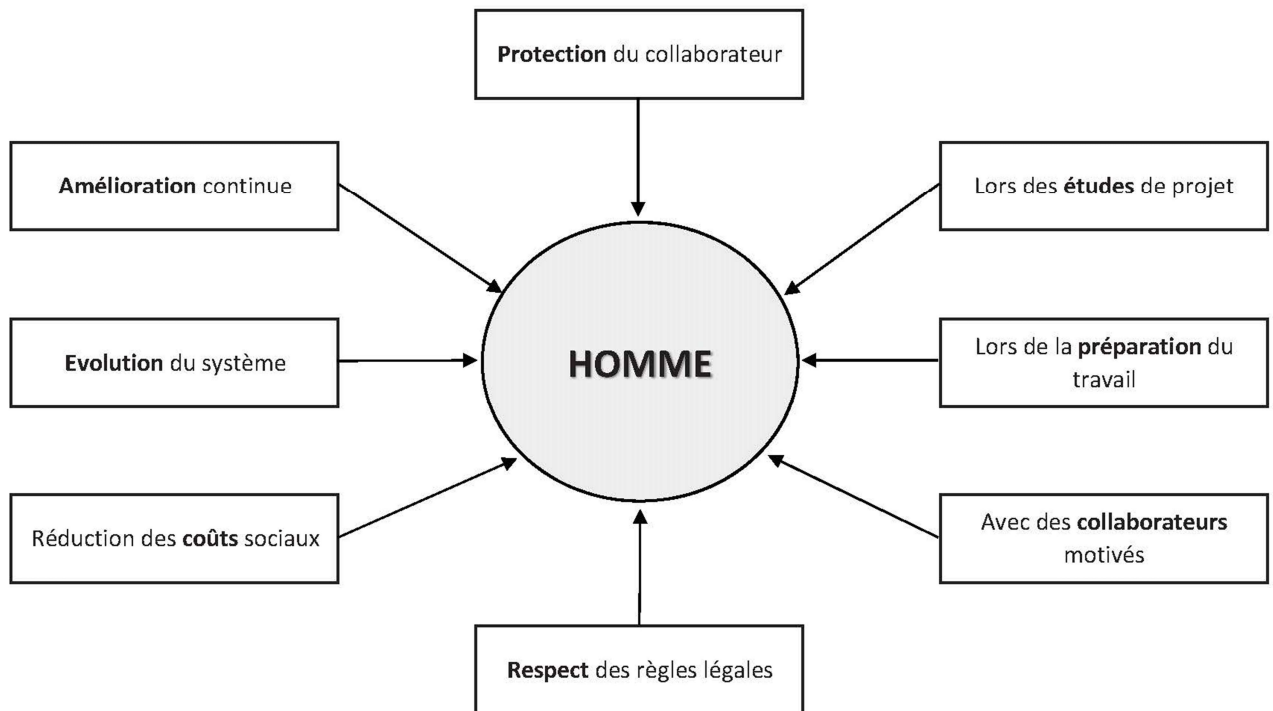 Protection du collaborateur
Amélioration continue
Lors des études de projet
Evolution du système
HOMME
Lors de la préparation du
travail
Réduction des coûts sociaux
Avec des collaborateurs
motivés
Respect des règles légales